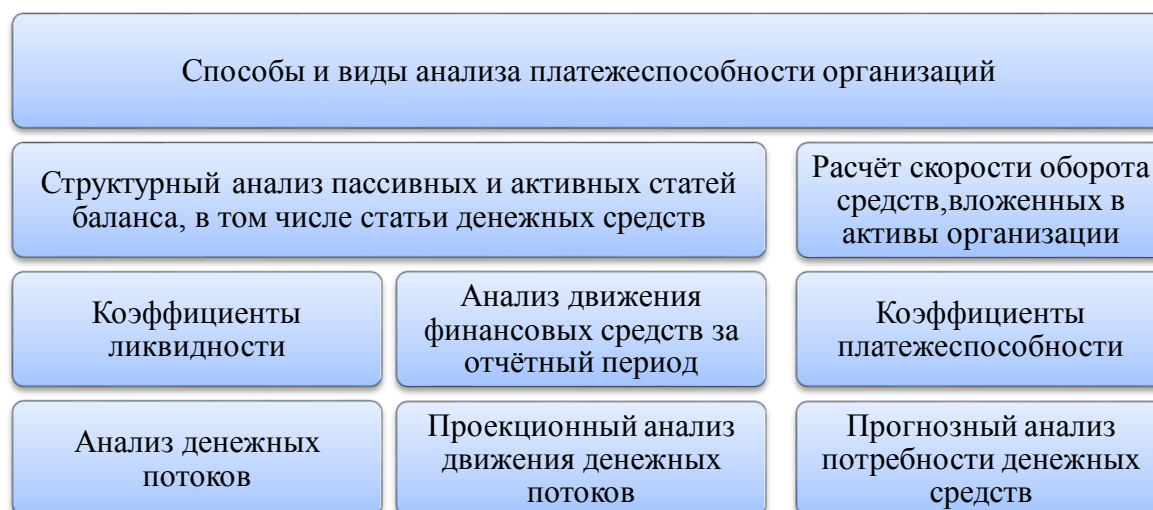 Способы и виды анализа платежеспособности организаций
Структурный анализ пассивных и активных статей
баланса, в том числе статьи денежных средств
Расчёт скорости оборота
средств,вложенных в
активы организации
Коэффициенты
ликвидности
Анализ движения
финансовых средств за
отчётный период
Коэффициенты
платежеспособности
Анализ денежных
потоков
Проекционный анализ
движения денежных
потоков
Прогнозный анализ
потребности денежных
средств